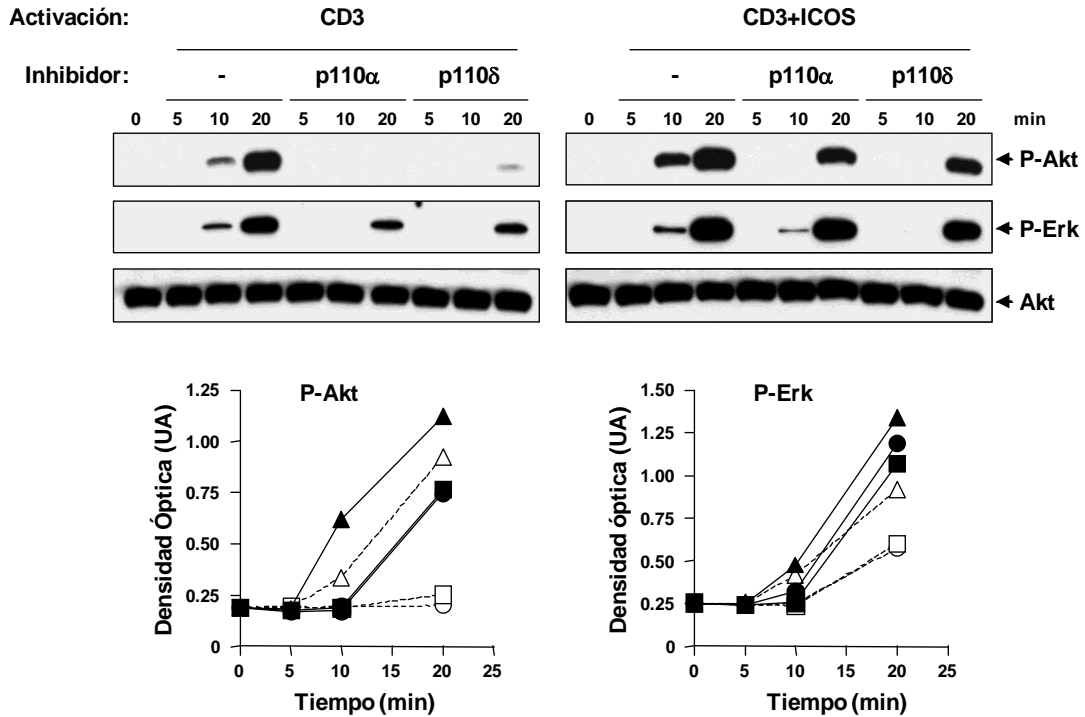 Activación: CD3 CD3+ICOS
Inhibidor: - p110α p110δ - p110α p110δ
0 5 10 20 5 10 20 5 10 20 0 5 10 20 5 10 20 5 10 20 min
P-Akt
P-Erk
Akt
P-Akt
Densidad Óptica (UA)
1.25
1.00
0.75
0.50
0.25
0
0 5 10 15 20 25
Tiempo (min)
P-Erk
Densidad óptica (UA)
1.50
1.25
1.00
0.75
0.50
0.25
0
0 5 10 15 20 25
Tiempo (min)